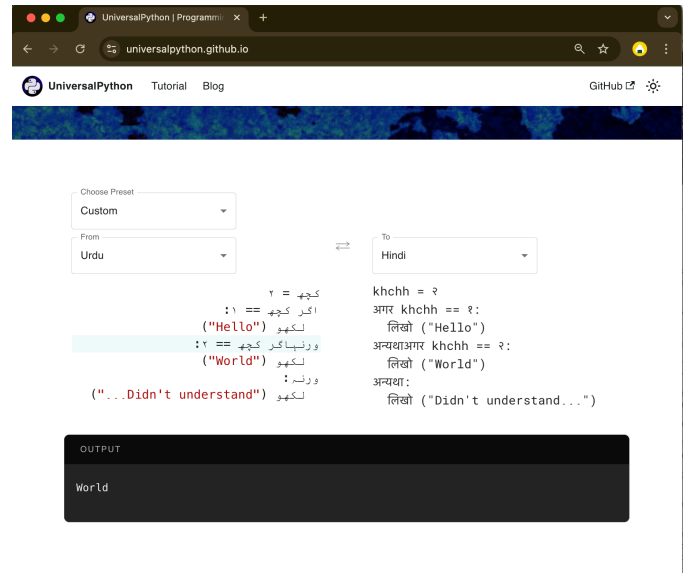 UniversalPython | Programmi
universalpython.github.io
UniversalPython Tutorial Blog GitHub
Choose Preset
Custom
From
Urdu
To
Hindi
کچھ = ۲
اگر کچھ == ۱:
لکھو ("Hello")
ورنہاگر کچھ == ۲:
لکھو ("World")
ورنہ:
لکھو ("Didn't understand...")
khchh = २
अगर khchh == १:
लिखो ("Hello")
अन्यथाअगर khchh == २:
लिखो ("World")
अन्यथा:
लिखो ("Didn't understand...")
OUTPUT
World